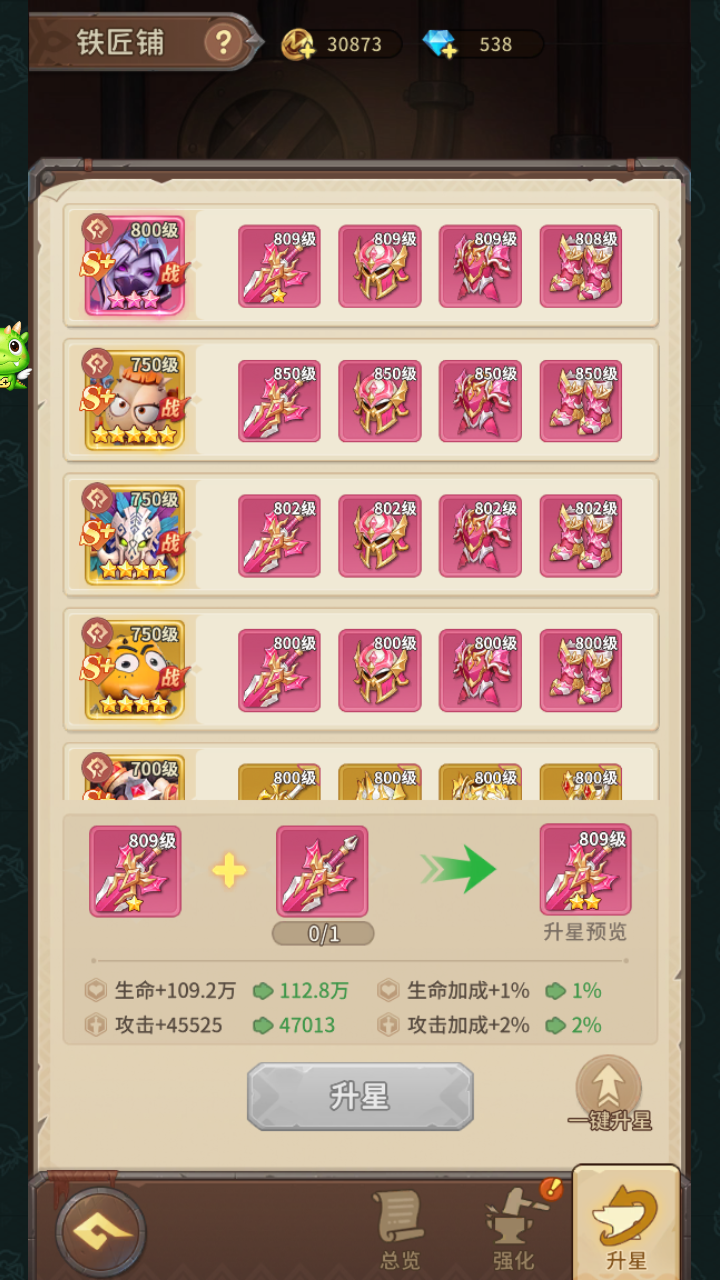 铁匠铺 ? 30873 538
800级 S+ 战 809级 809级 809级 808级
750级 S+ 战 850级 850级 850级 850级
750级 S+ 战 802级 802级 802级 802级
750级 S+ 战 800级 800级 800级 800级
700级 800级 800级 800级 800级
809级 809级
0/1 升星预览
生命+109.2万 112.8万 生命加成+1% 1%
攻击+45525 47013 攻击加成+2% 2%
升星
一键升星
总览 强化 升星